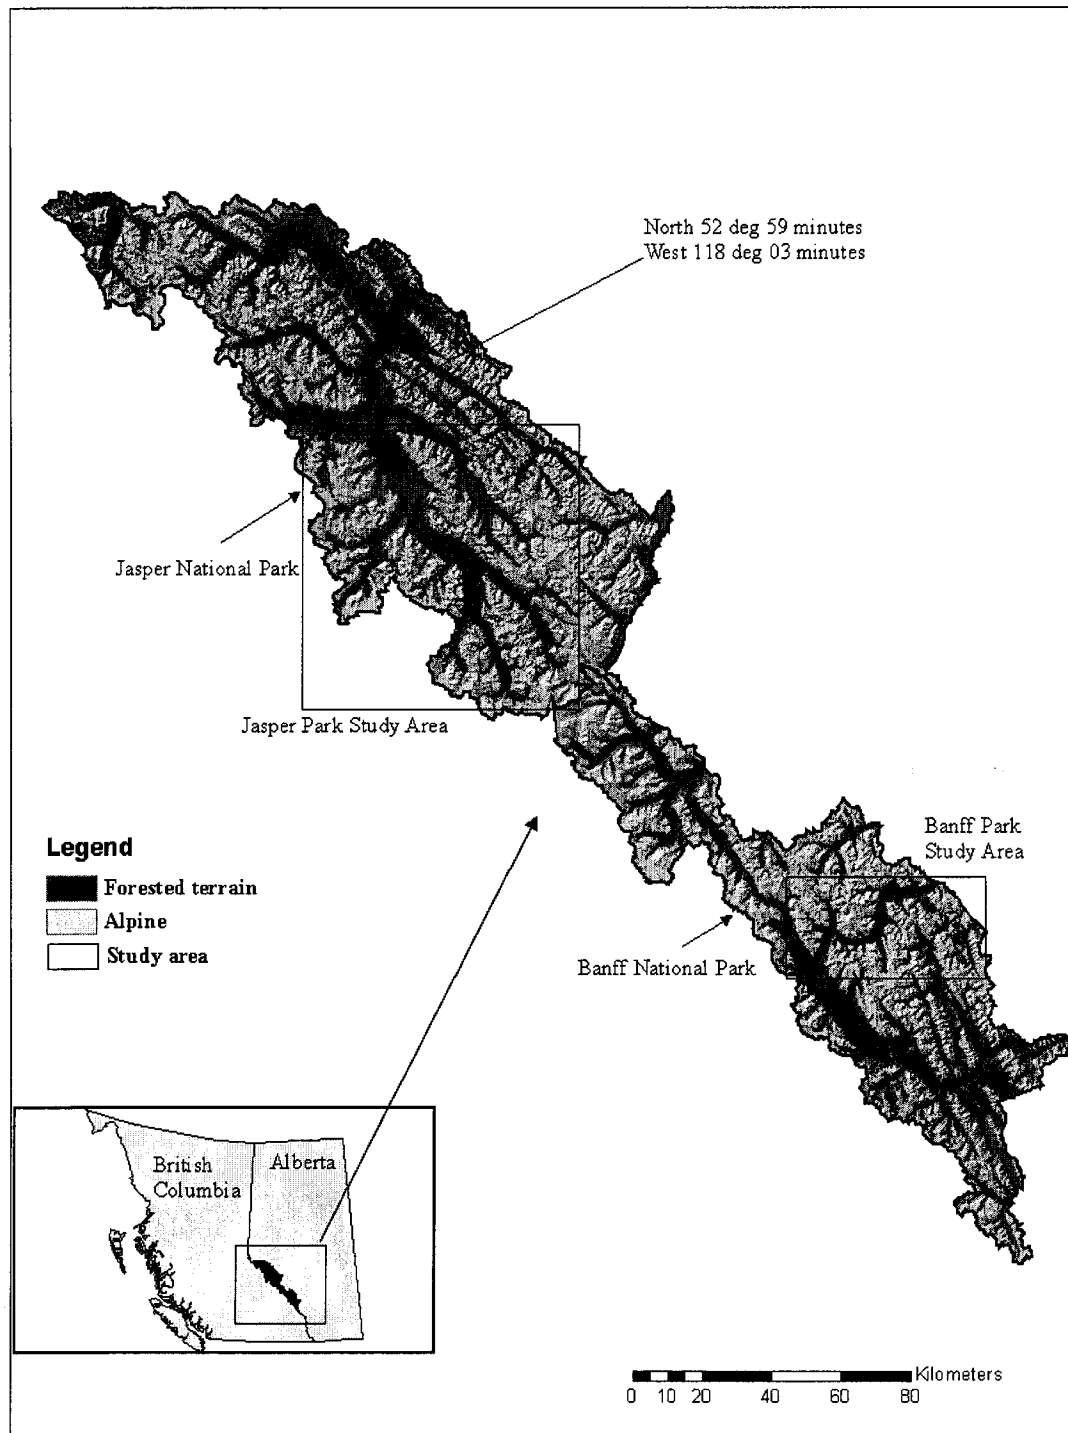 North 52 deg 59 minutes
West 118 deg 03 minutes
Jasper National Park
Jasper Park Study Area
Banff Park
Study Area
Banff National Park
Legend
Forested terrain
Alpine
Study area
British
Columbia
Alberta
Kilometers
0 10 20 40 60 80